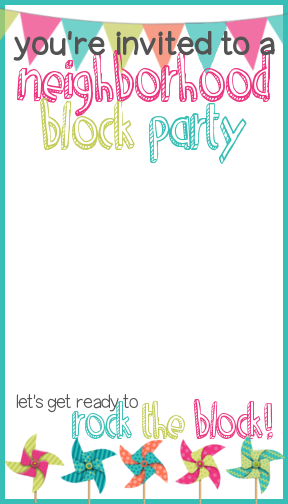 you're invited to a
neighborhood
block party
let's get ready to
rock the block!